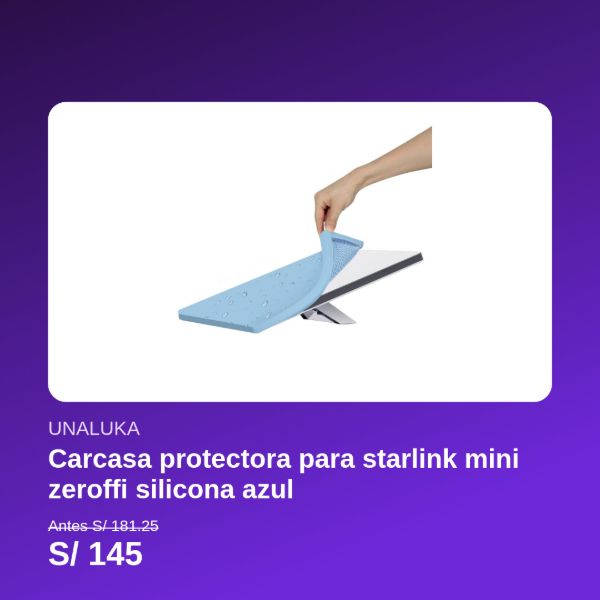 UNALUKA
Carcasa protectora para starlink mini
zeroffi silicona azul
Antes S/ 181.25
S/ 145